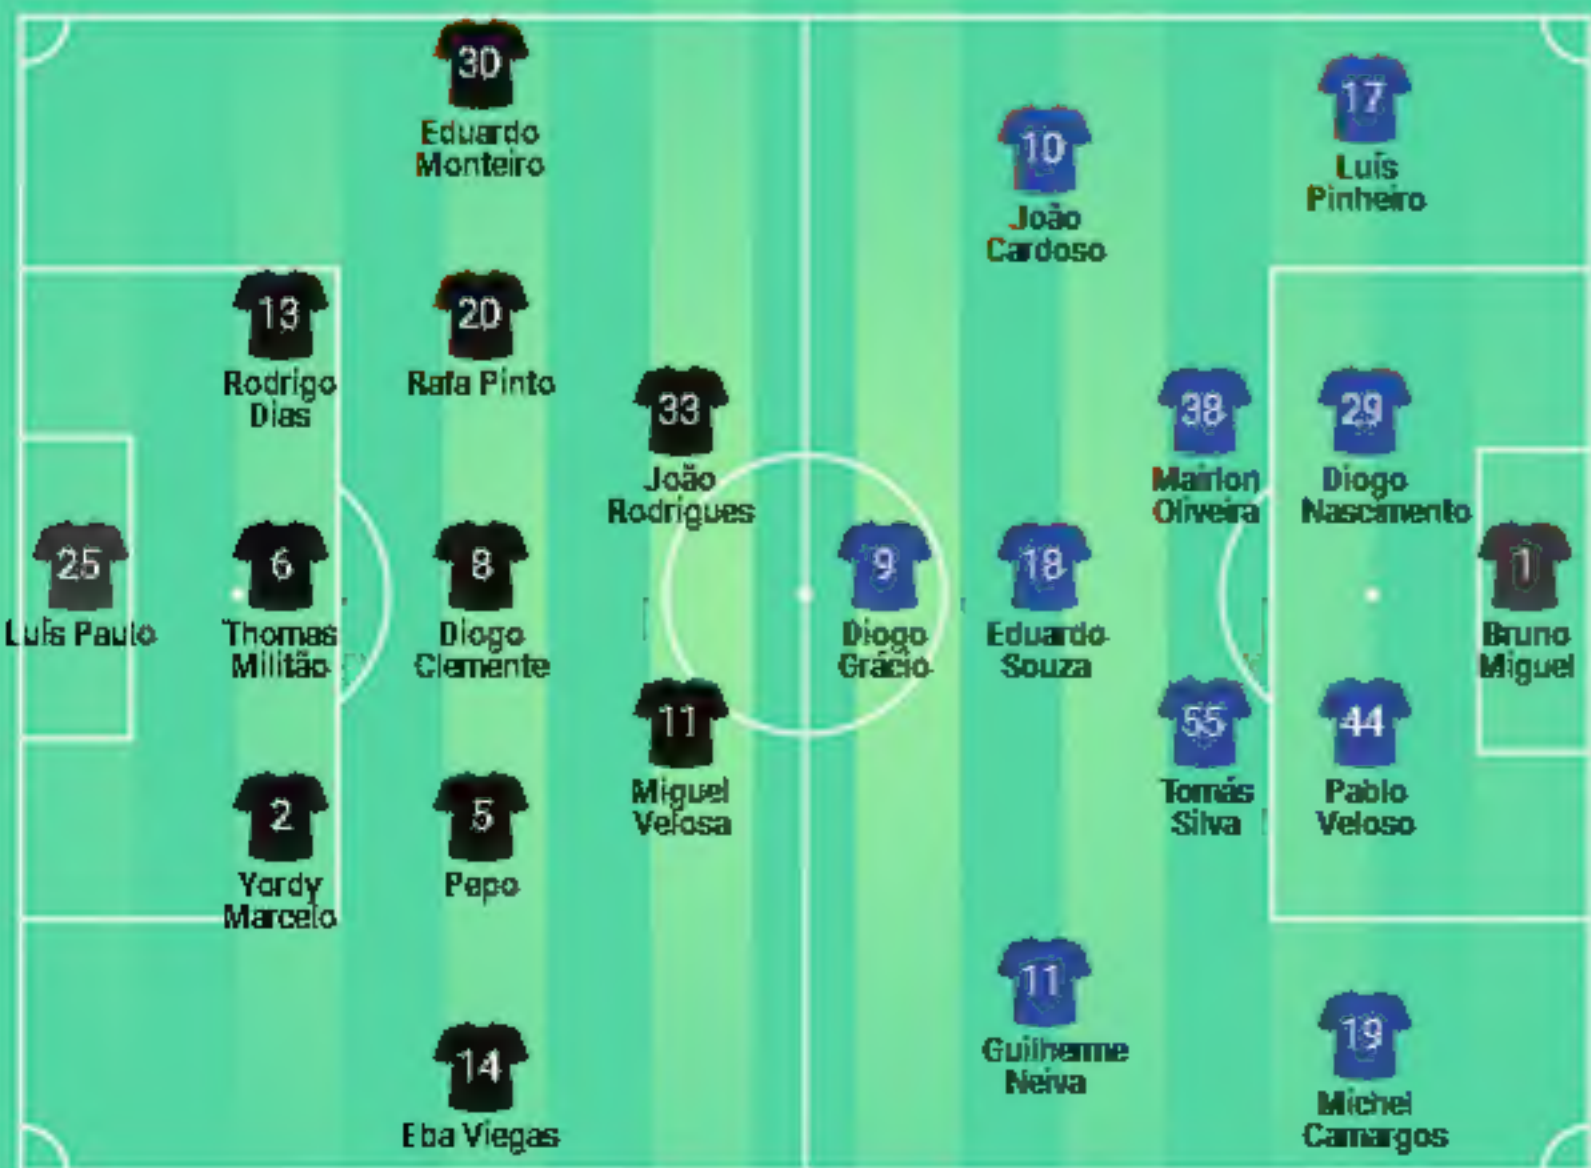 30
Eduardo
Monteiro
13
Rodrigo
Dias
20
Rafa Pinto
33
João
Rodrigues
25
Luís Paulo
6
Thomas
Militão
8
Diogo
Clemente
11
Miguel
Velosa
2
Yordy
Marcelo
5
Pepo
14
Eba Viegas
17
Luís
Pinheiro
10
João
Cardoso
38
Mairlon
Oliveira
29
Diogo
Nascimento
9
Diogo
Grácio
18
Eduardo
Souza
1
Bruno
Miguel
55
Tomás
Silva
44
Pablo
Veloso
11
Guilherme
Neiva
19
Michel
Camargos